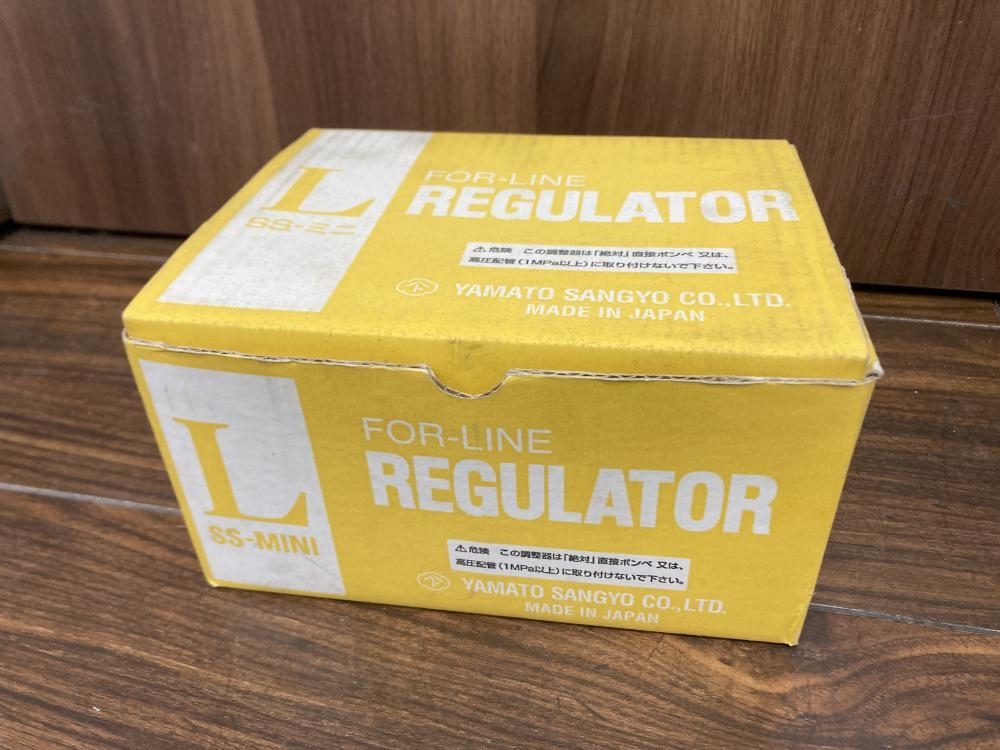 L
SS-ミニ
FOR-LINE
REGULATOR
⚠危険 この調整器は「絶対」直接ボンベ 又は、
高圧配管(1MPa以上)に取り付けないで下さい。
YAMATO SANGYO CO.,LTD.
MADE IN JAPAN
L
SS-MINI
FOR-LINE
REGULATOR
⚠危険 この調整器は「絶対」直接ボンベ 又は、
高圧配管(1MPa以上)に取り付けないで下さい。
YAMATO SANGYO CO.,LTD.
MADE IN JAPAN